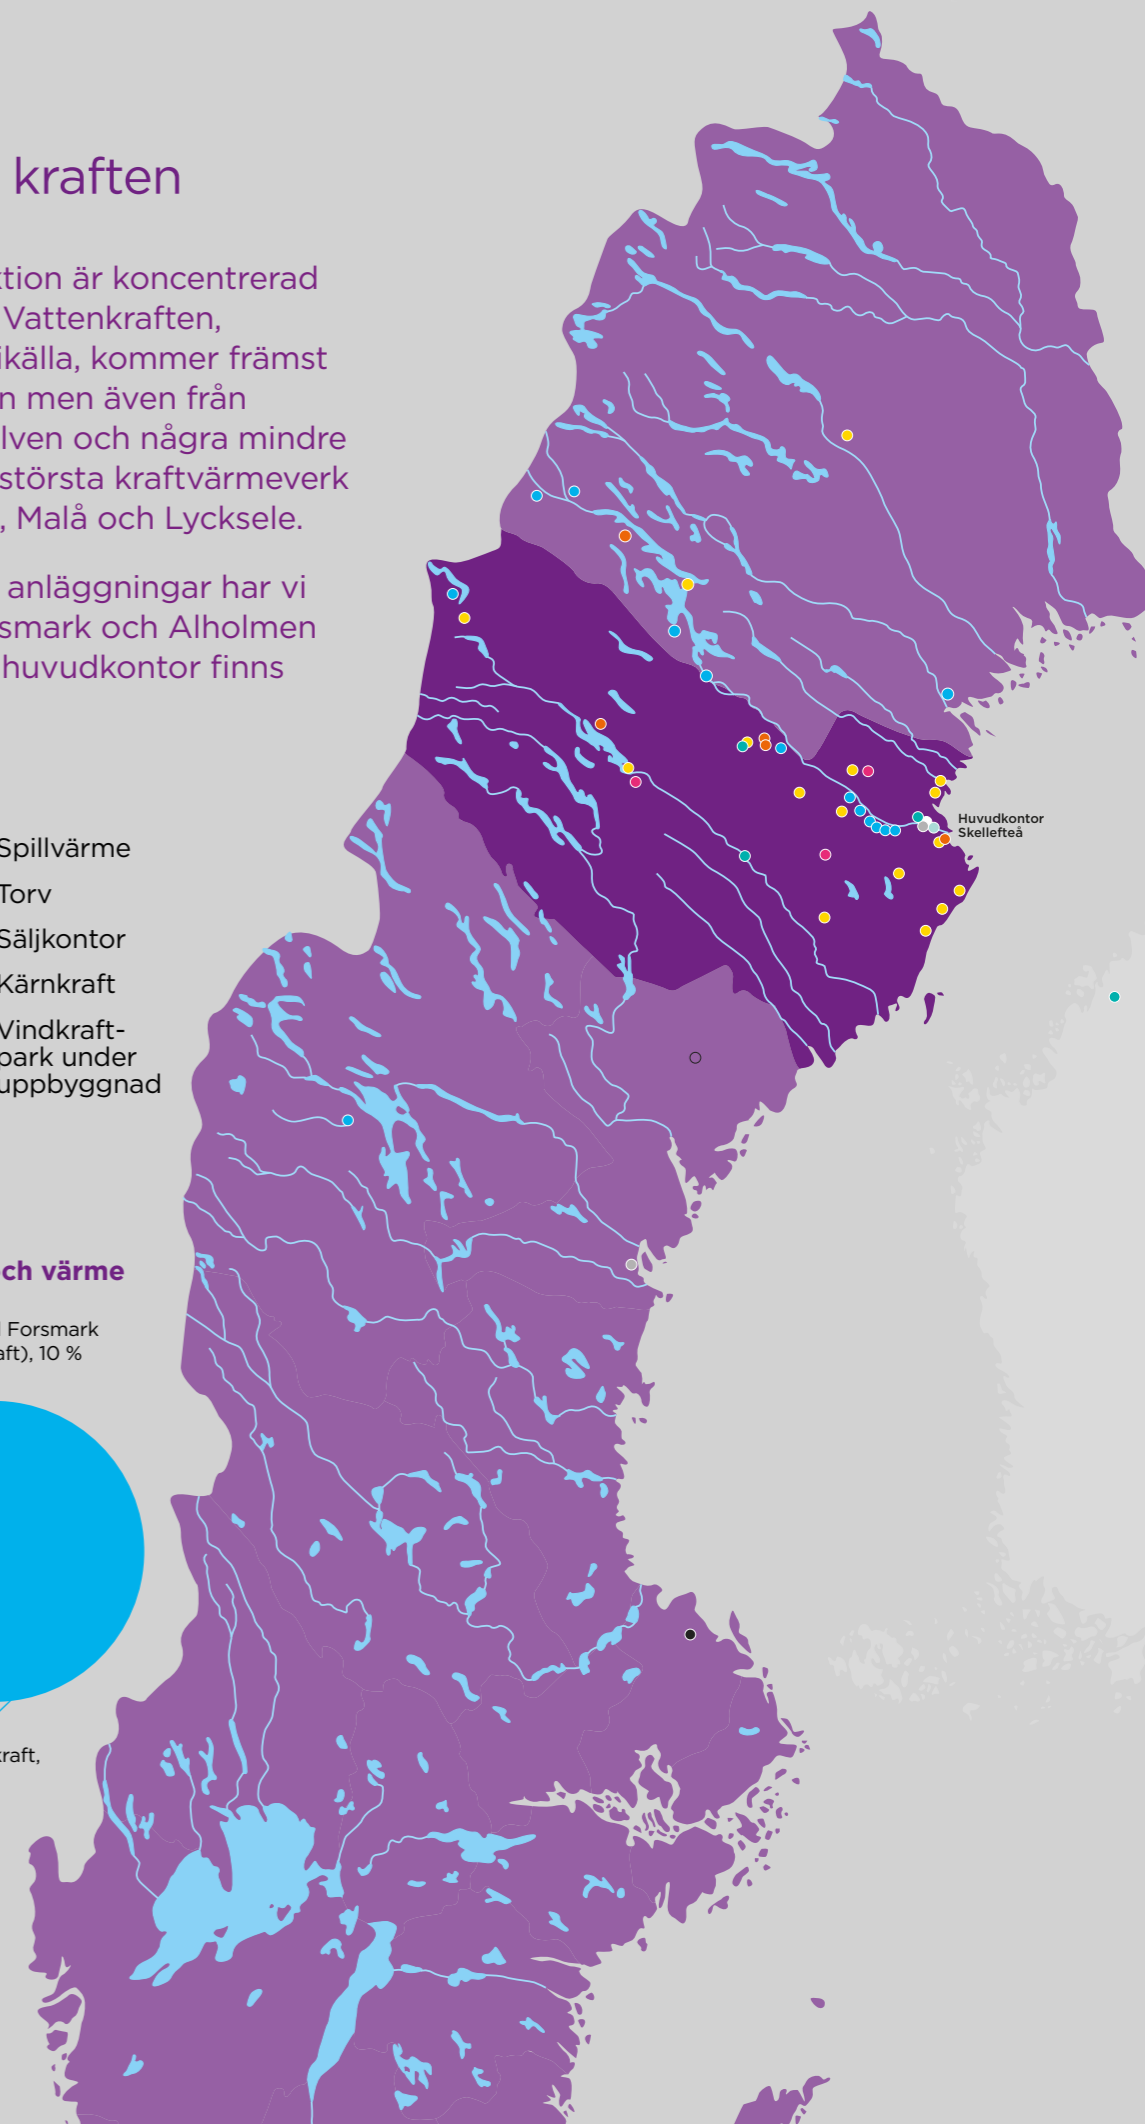 kraften
tion är koncentrerad
Vattenkraften,
ikälla, kommer främst
n men även från
lven och några mindre
största kraftvärmeverk
, Malå och Lycksele.
anläggningar har vi
smark och Alholmen
huvudkontor finns
Huvudkontor
Skellefteå
Spillvärme
Torv
Säljkontor
Kärnkraft
Vindkraft-
park under
uppbyggnad
ch värme
Forsmark
aft), 10 %
kraft,